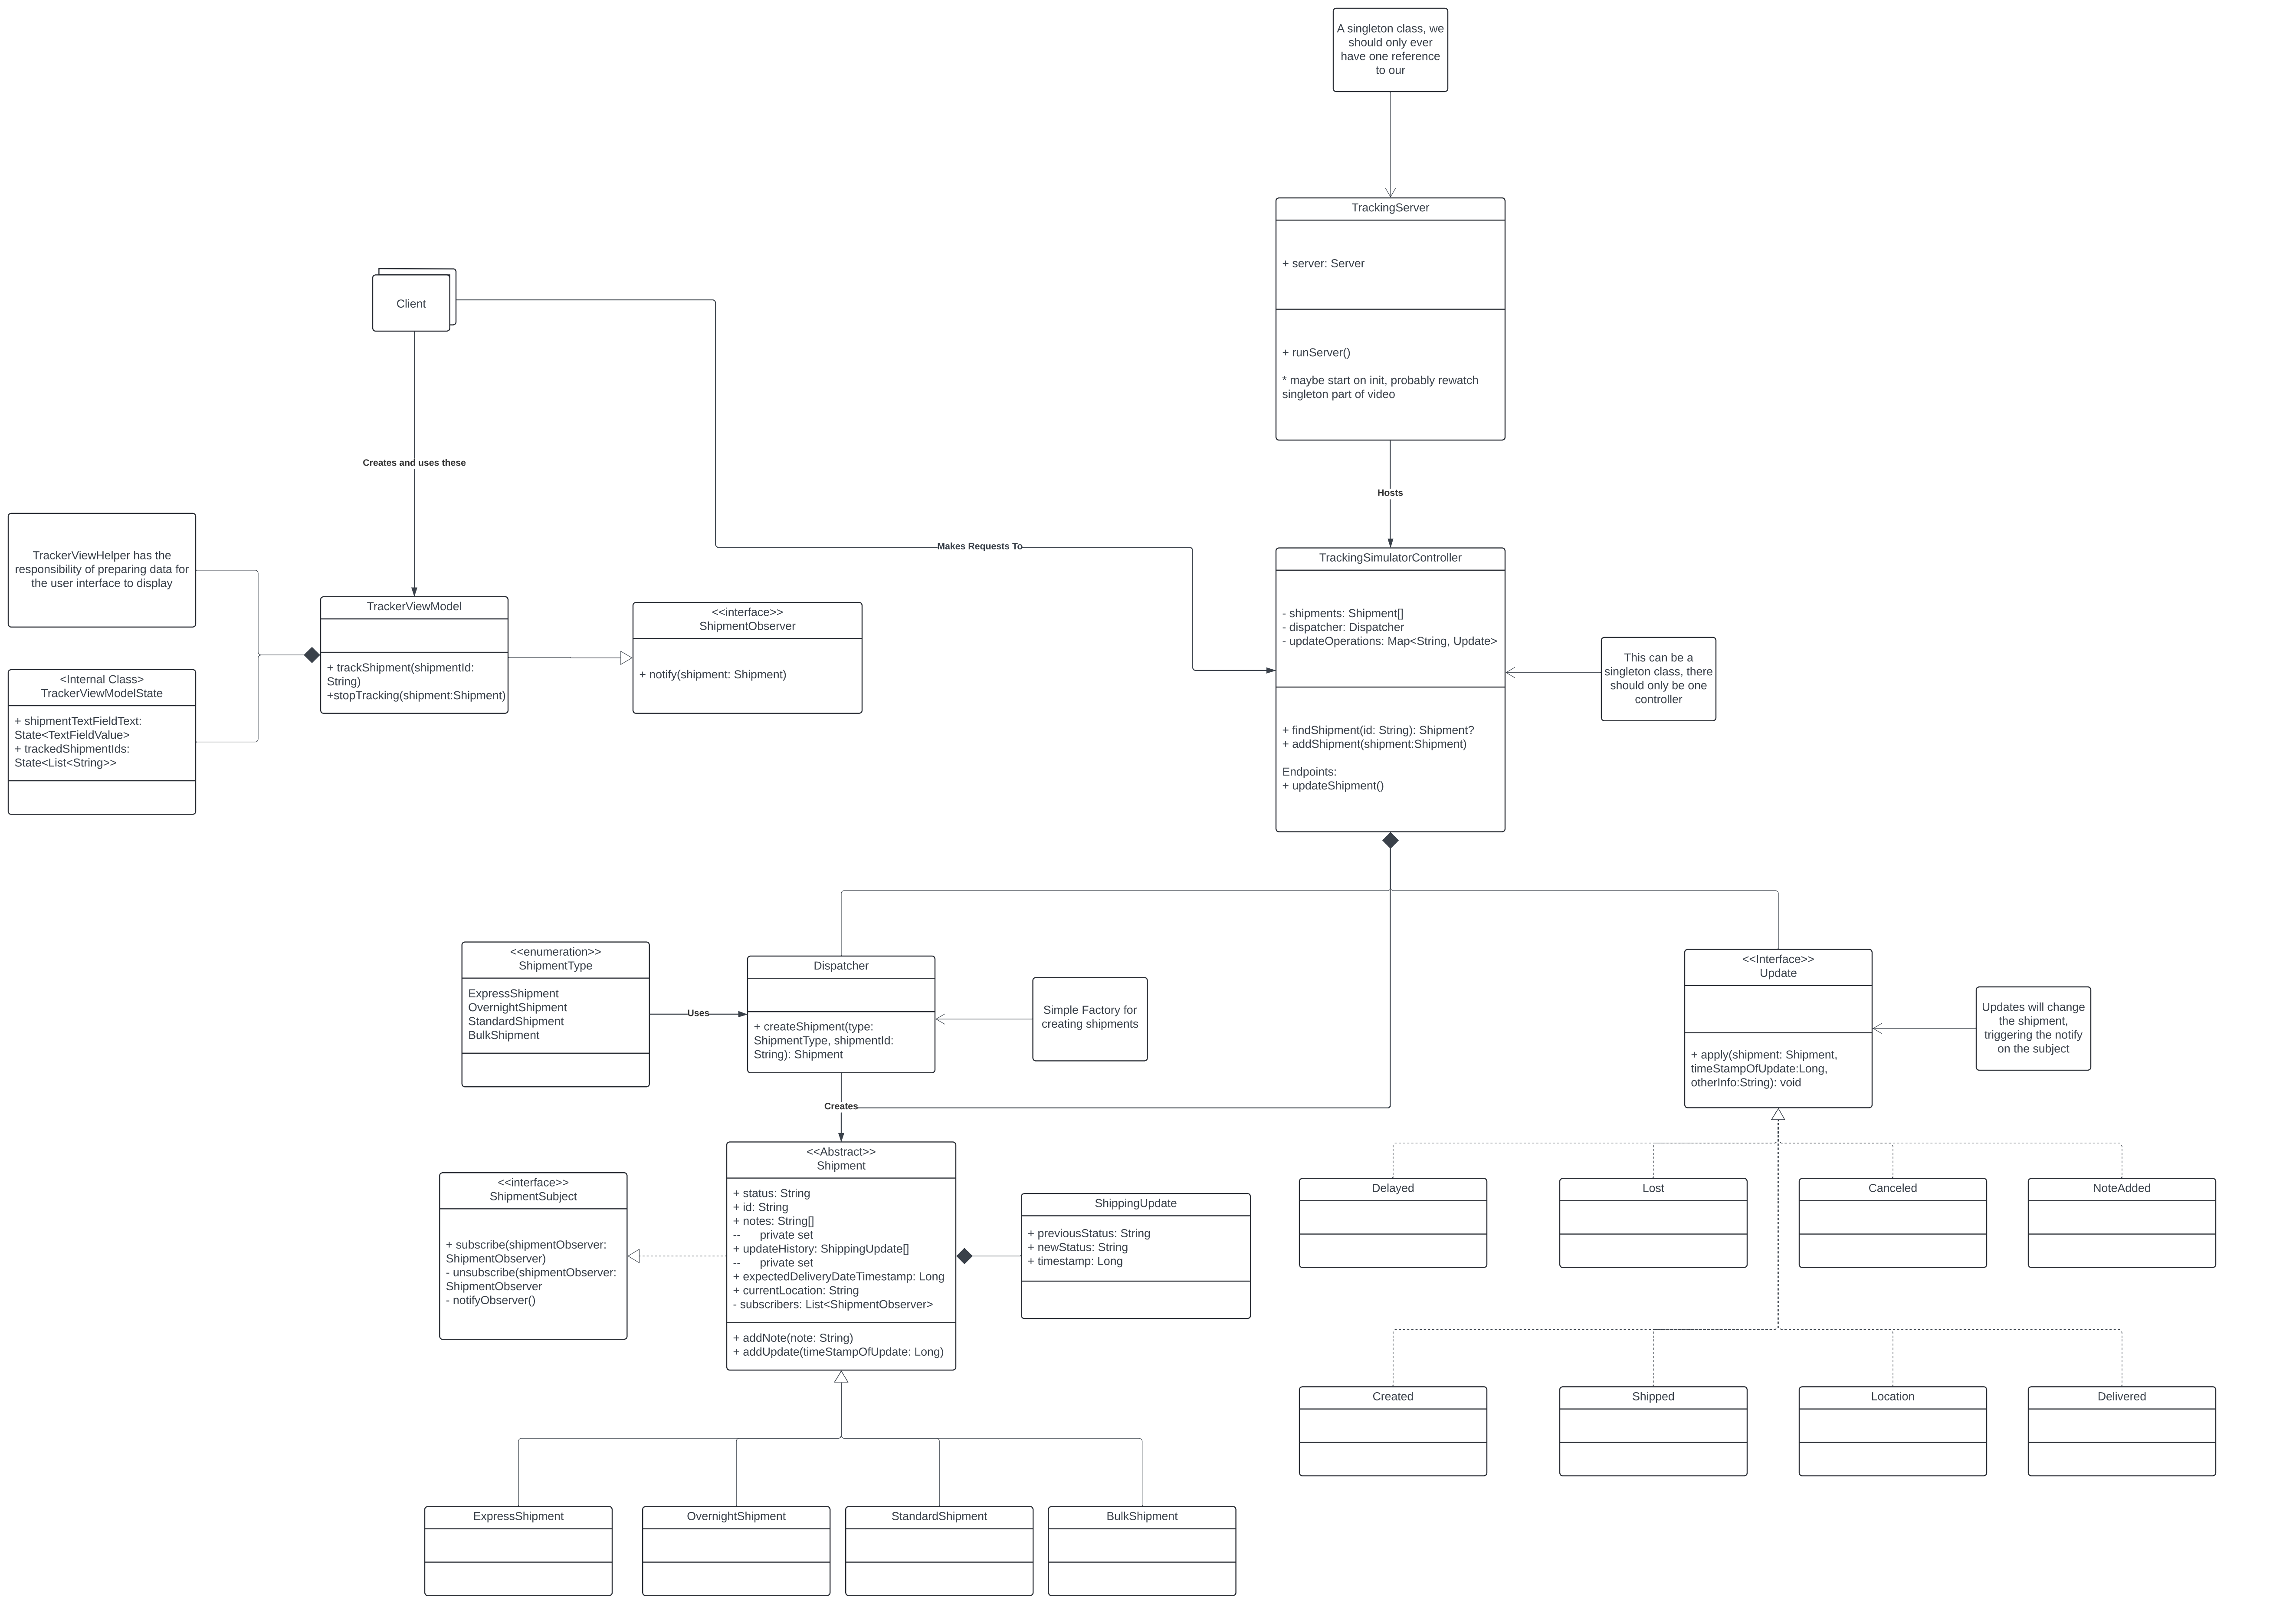 A singleton class, we
should only ever
have one reference
to our
TrackingServer
+ server: Server
+ runServer()
* maybe start on init, probably rewatch
singleton part of video
Client
Creates and uses these
Hosts
Makes Requests To
TrackerViewHelper has the
responsibility of preparing data for
the user interface to display
<Internal Class>
TrackerViewModelState
+ shipmentTextFieldText:
State<TextFieldValue>
+ trackedShipmentIds:
State<List<String>>
TrackerViewModel
+ trackShipment(shipmentId:
String)
+stopTracking(shipment:Shipment)
<<interface>>
ShipmentObserver
+ notify(shipment: Shipment)
TrackingSimulatorController
- shipments: Shipment[]
- dispatcher: Dispatcher
- updateOperations: Map<String, Update>
+ findShipment(id: String): Shipment?
+ addShipment(shipment:Shipment)
Endpoints:
+ updateShipment()
This can be a
singleton class, there
should only be one
controller
<<enumeration>>
ShipmentType
ExpressShipment
OvernightShipment
StandardShipment
BulkShipment
Uses
Dispatcher
+ createShipment(type:
ShipmentType, shipmentId:
String): Shipment
Simple Factory for
creating shipments
<<Interface>>
Update
+ apply(shipment: Shipment,
timeStampOfUpdate:Long,
otherInfo:String): void
Updates will change
the shipment,
triggering the notify
on the subject
Creates
<<interface>>
ShipmentSubject
+ subscribe(shipmentObserver:
ShipmentObserver)
- unsubscribe(shipmentObserver:
ShipmentObserver
- notifyObserver()
<<Abstract>>
Shipment
+ status: String
+ id: String
+ notes: String[]
-- private set
+ updateHistory: ShippingUpdate[]
-- private set
+ expectedDeliveryDateTimestamp: Long
+ currentLocation: String
- subscribers: List<ShipmentObserver>
+ addNote(note: String)
+ addUpdate(timeStampOfUpdate: Long)
ShippingUpdate
+ previousStatus: String
+ newStatus: String
+ timestamp: Long
Delayed
Lost
Canceled
NoteAdded
Created
Shipped
Location
Delivered
ExpressShipment
OvernightShipment
StandardShipment
BulkShipment